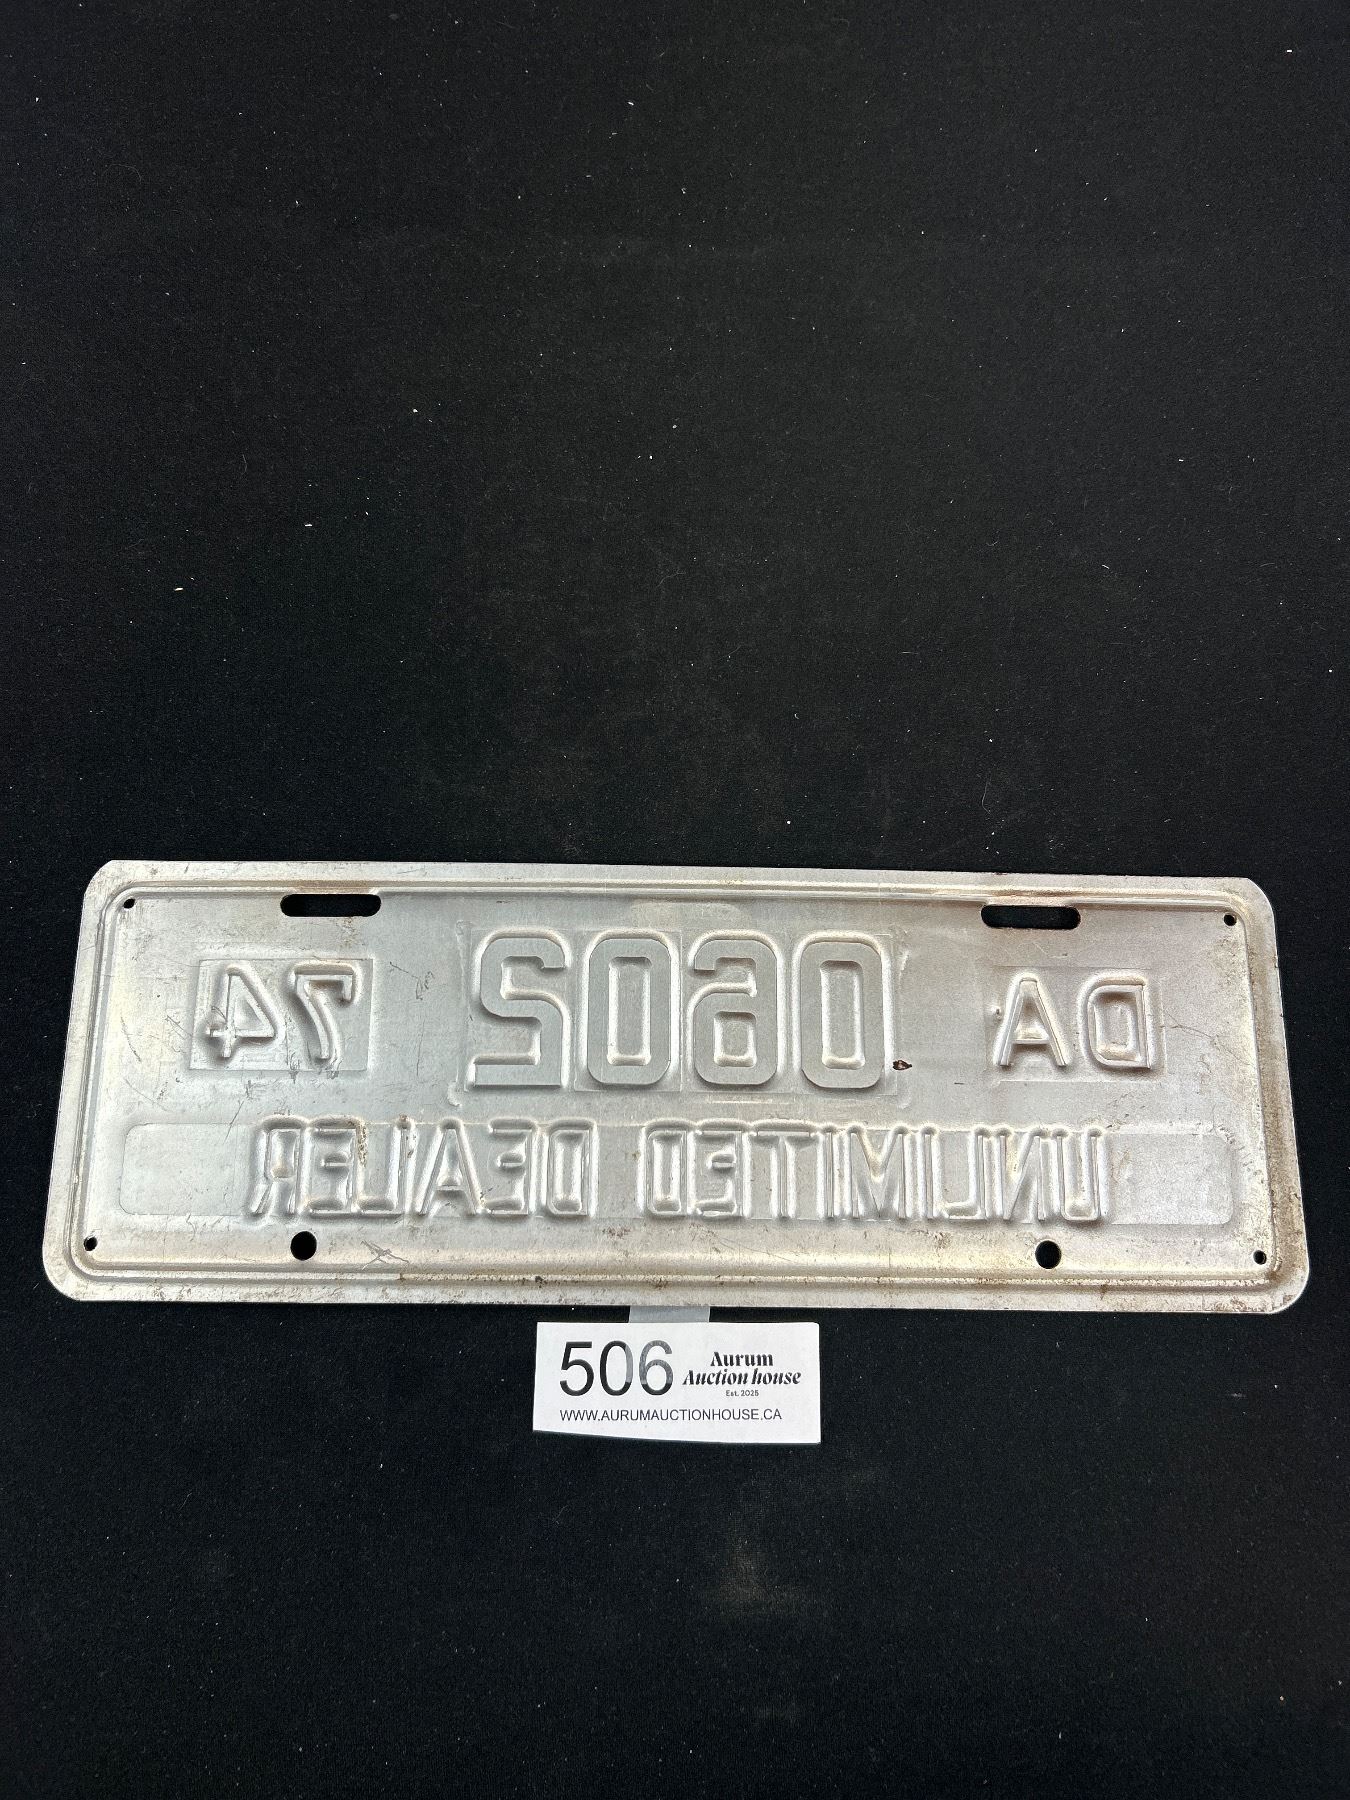 DA 0602 74
UNLIMITED DEALER
506 Aurum
Auction house
Est. 2025
WWW.AURUMAUCTIONHOUSE.CA